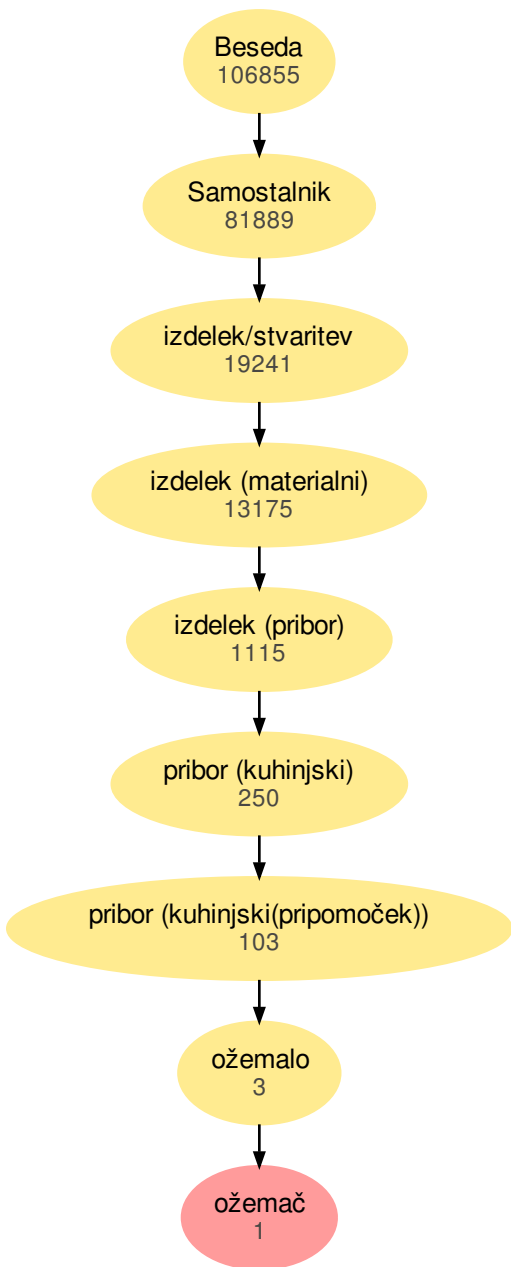 Beseda
106855
Samostalnik
81889
izdelek/stvaritev
19241
izdelek (materialni)
13175
izdelek (pribor)
1115
pribor (kuhinjski)
250
pribor (kuhinjski(pripomoček))
103
ožemalo
3
ožemač
1